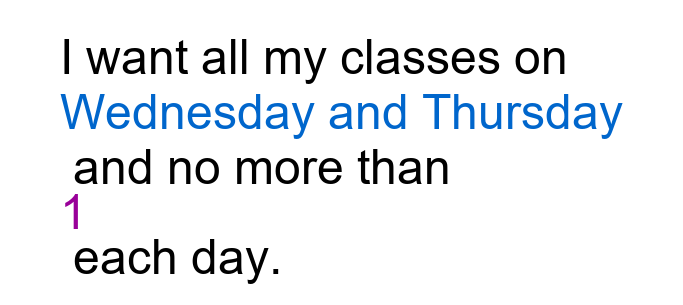 I want all my classes on
Wednesday and Thursday
and no more than
1
each day.